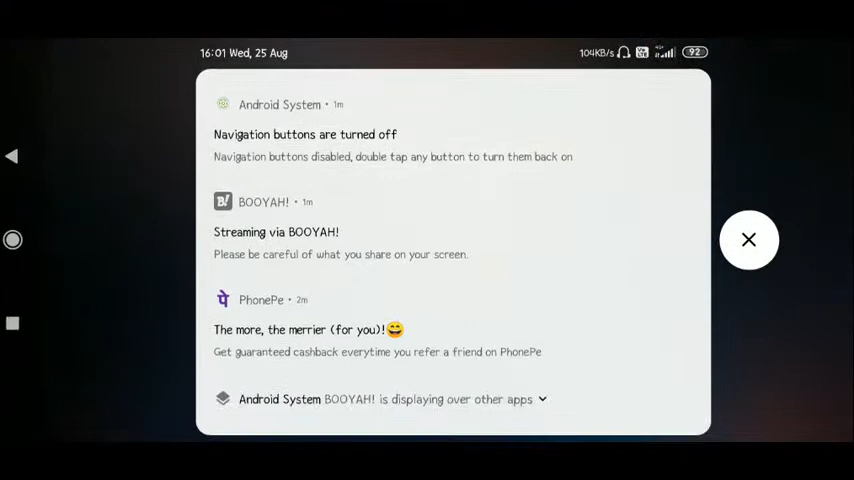 16:01 Wed, 25 Aug
104KB/s 92
Android System • 1m
Navigation buttons are turned off
Navigation buttons disabled, double tap any button to turn them back on
B! BOOYAH! • 1m
Streaming via BOOYAH!
Please be careful of what you share on your screen.
पे PhonePe • 2m
The more, the merrier (for you)!😄
Get guaranteed cashback everytime you refer a friend on PhonePe
Android System BOOYAH! is displaying over other apps